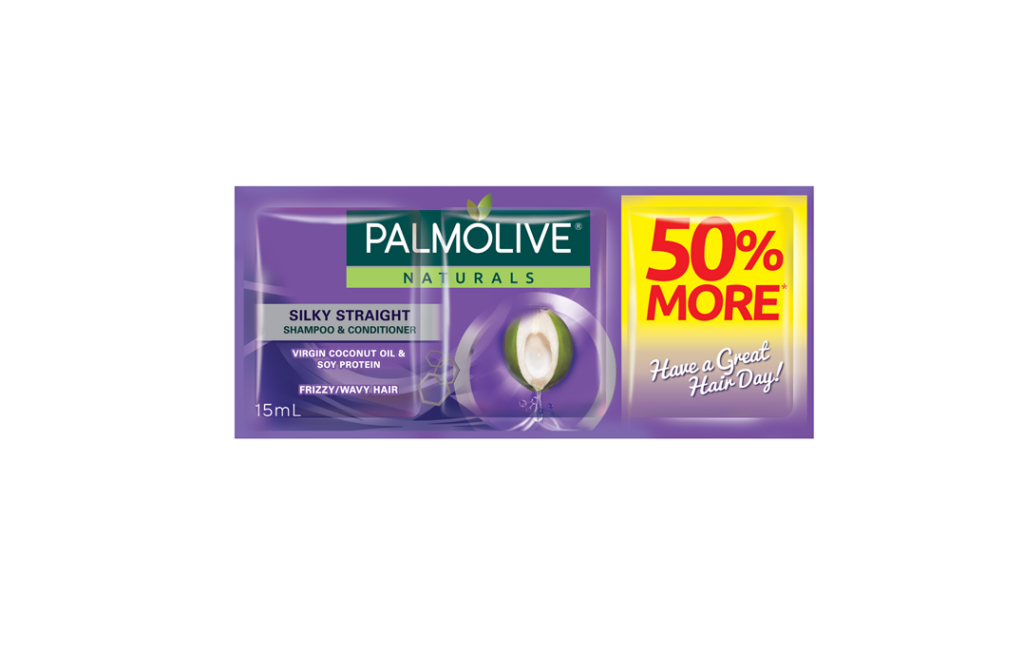 PALMOLIVE®
NATURALS
SILKY STRAIGHT
SHAMPOO & CONDITIONER
VIRGIN COCONUT OIL &
SOY PROTEIN
FRIZZY/WAVY HAIR
15mL
50%
MORE*
Have a Great
Hair Day!